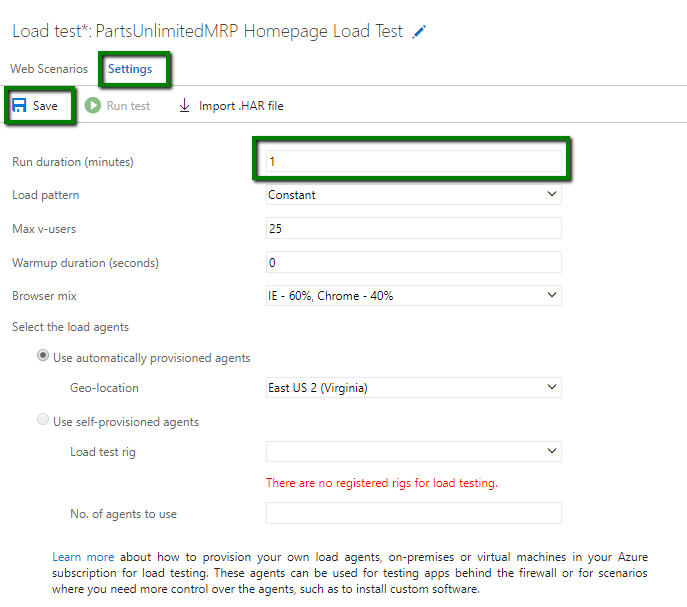 Load test*: PartsUnlimitedMRP Homepage Load Test
Web Scenarios Settings
Save Run test Import .HAR file
Run duration (minutes) 1
Load pattern Constant
Max v-users 25
Warmup duration (seconds) 0
Browser mix IE - 60%, Chrome - 40%
Select the load agents
Use automatically provisioned agents
Geo-location East US 2 (Virginia)
Use self-provisioned agents
Load test rig
There are no registered rigs for load testing.
No. of agents to use
Learn more about how to provision your own load agents, on-premises or virtual machines in your Azure
subscription for load testing. These agents can be used for testing apps behind the firewall or for scenarios
where you need more control over the agents, such as to install custom software.